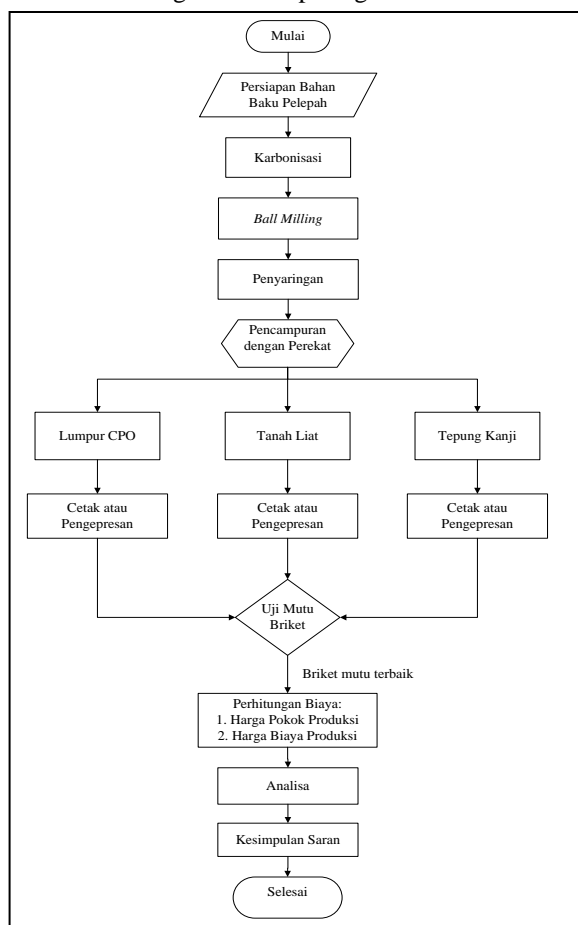 Mulai
Persiapan Bahan
Baku Pelepah
Karbonisasi
Ball Milling
Penyaringan
Pencampuran
dengan Perekat
Lumpur CPO
Tanah Liat
Tepung Kanji
Cetak atau
Pengepresan
Cetak atau
Pengepresan
Cetak atau
Pengepresan
Uji Mutu
Briket
Briket mutu terbaik
Perhitungan Biaya:
1. Harga Pokok Produksi
2. Harga Biaya Produksi
Analisa
Kesimpulan Saran
Selesai